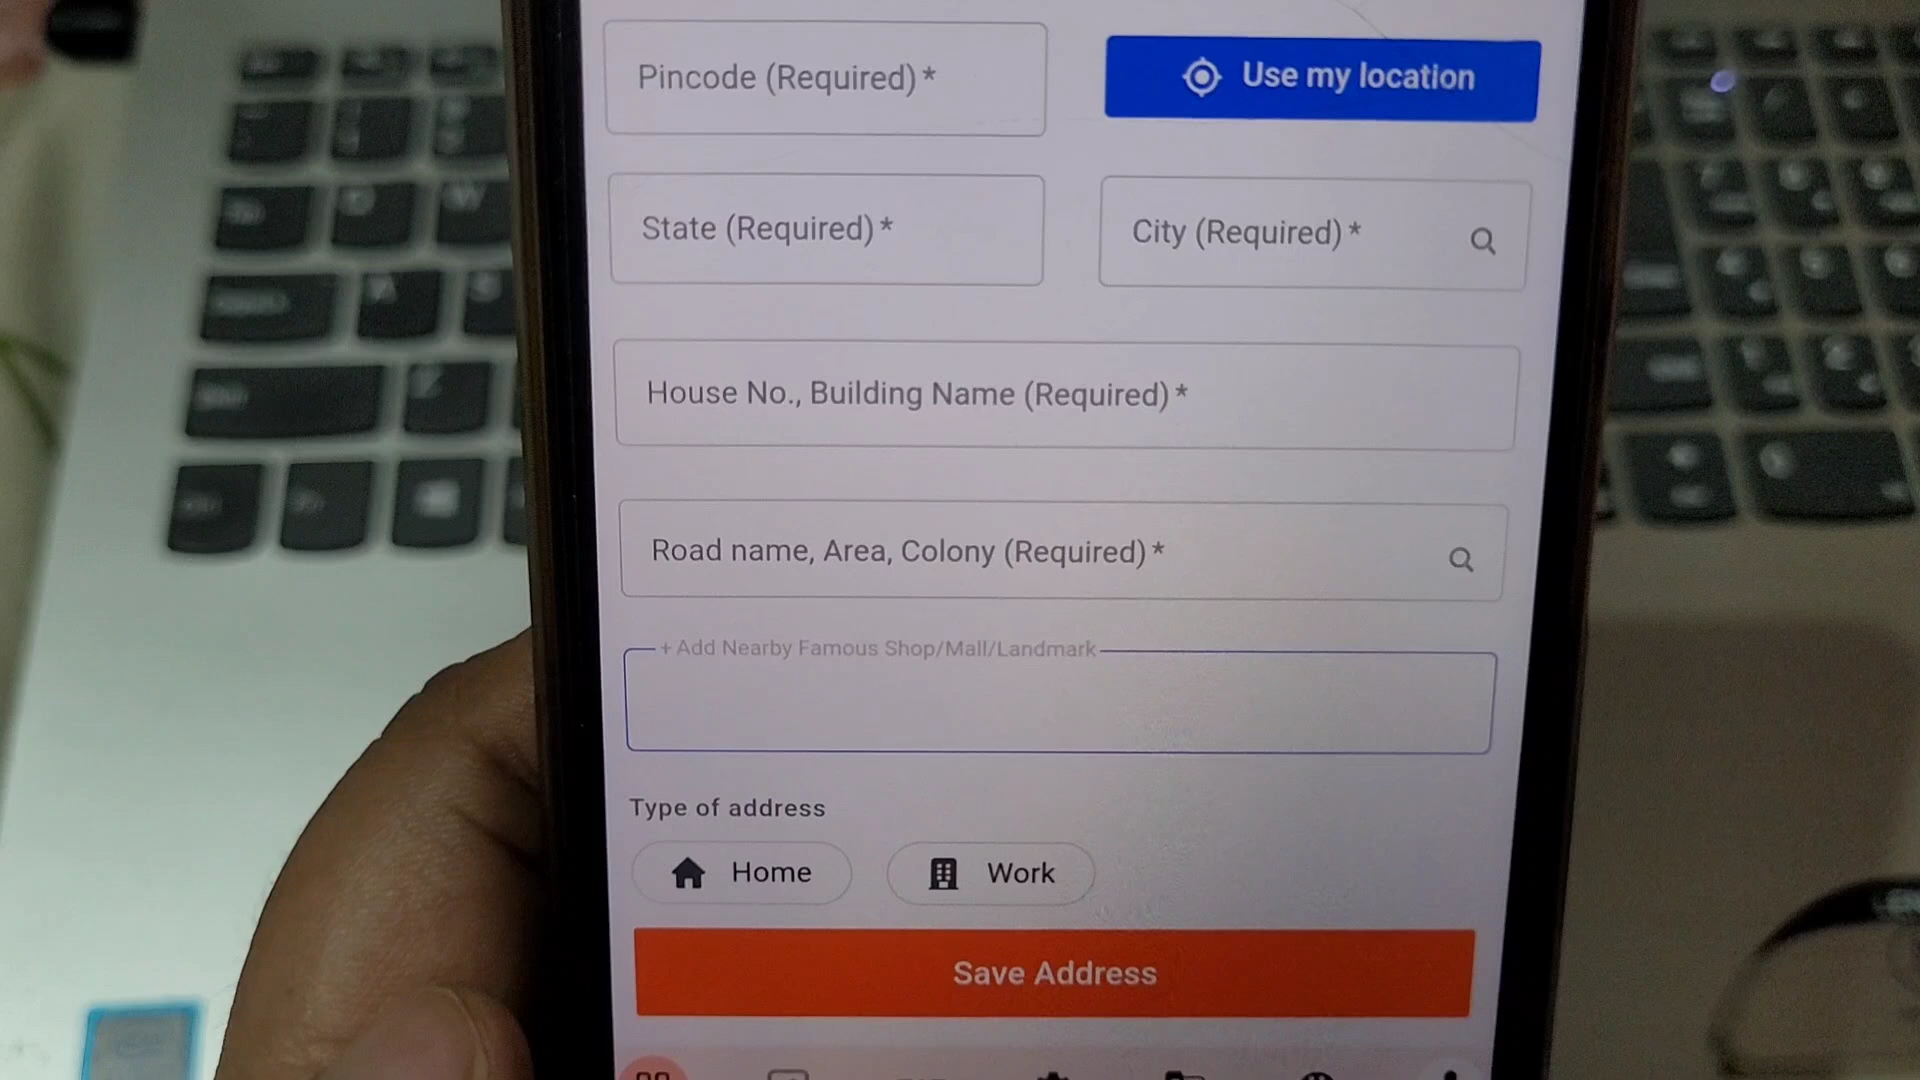 Pincode (Required) *
Use my location
State (Required) *
City (Required) *
House No., Building Name (Required) *
Road name, Area, Colony (Required) *
+ Add Nearby Famous Shop/Mall/Landmark
Type of address
Home
Work
Save Address